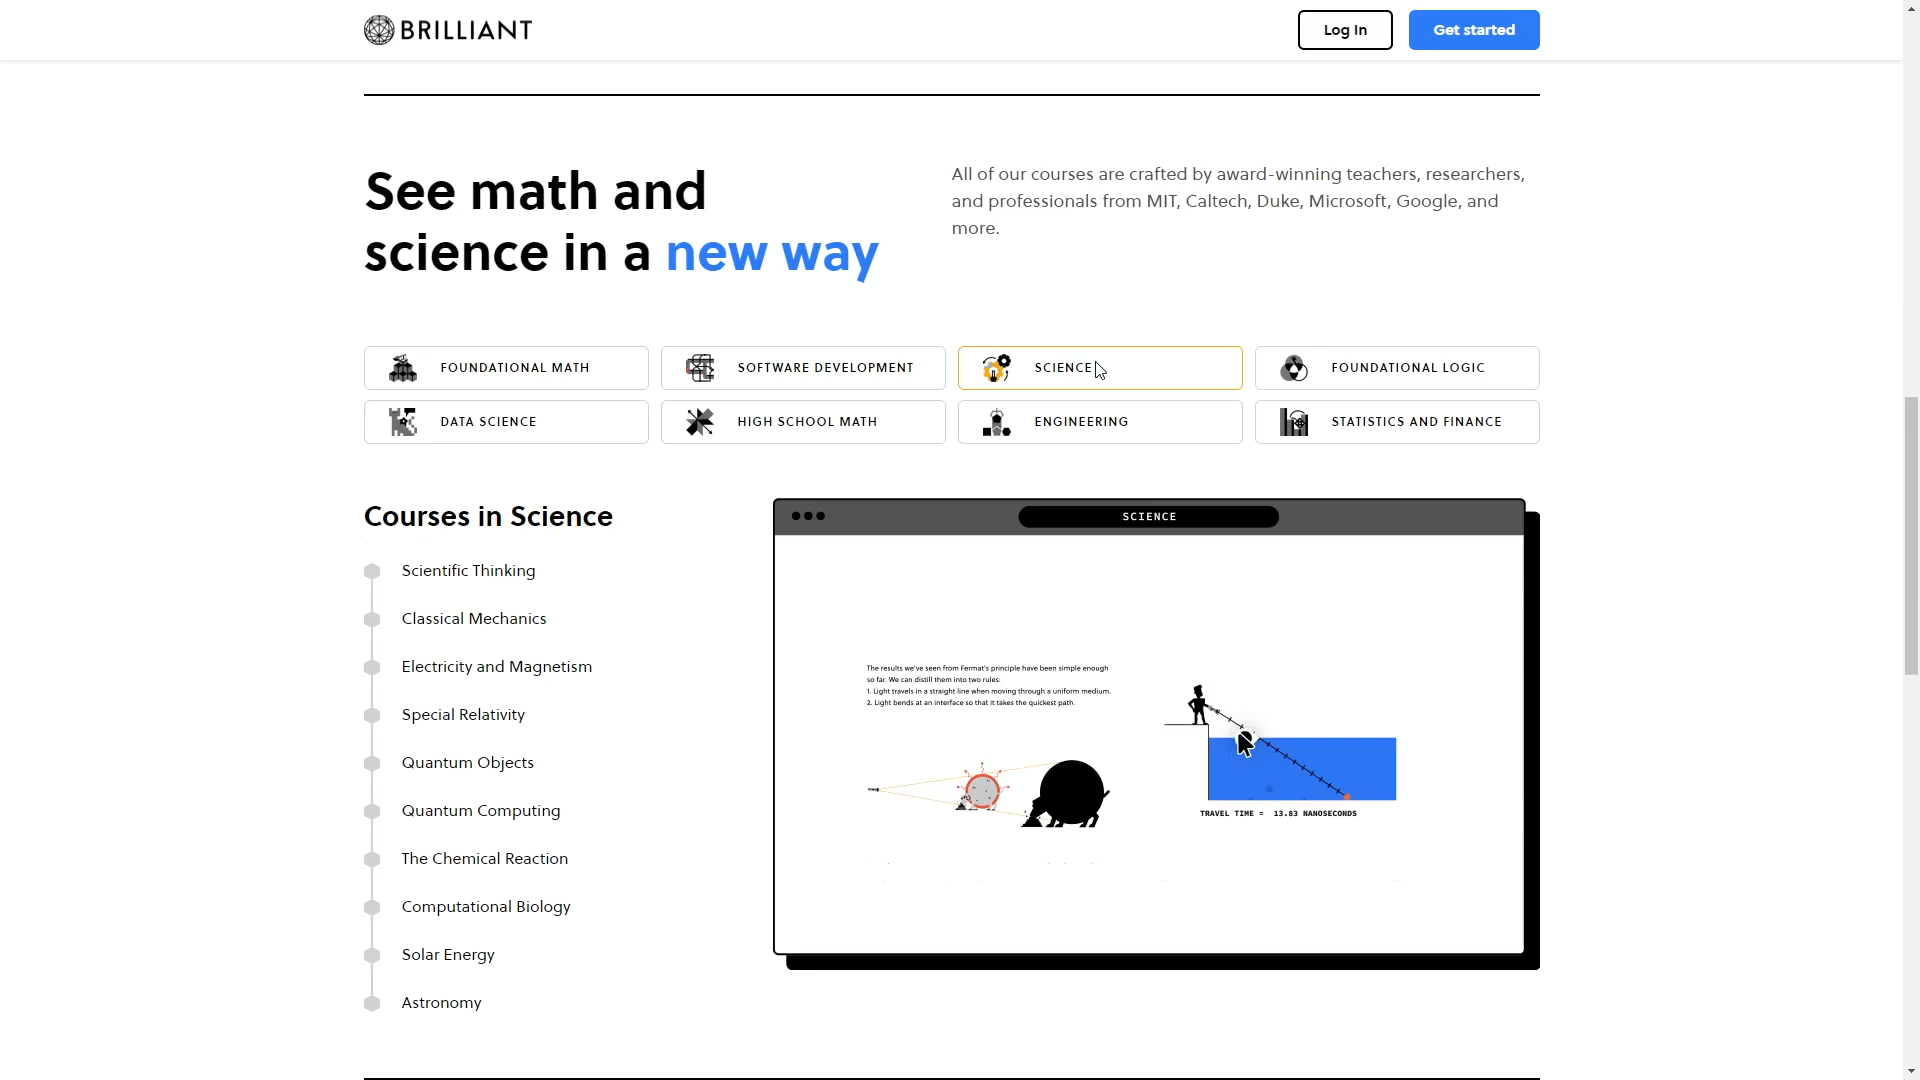 BRILLIANT
Log In
Get started
See math and
science in a new way
All of our courses are crafted by award-winning teachers, researchers,
and professionals from MIT, Caltech, Duke, Microsoft, Google, and
more.
FOUNDATIONAL MATH
SOFTWARE DEVELOPMENT
SCIENCE
FOUNDATIONAL LOGIC
DATA SCIENCE
HIGH SCHOOL MATH
ENGINEERING
STATISTICS AND FINANCE
Courses in Science
Scientific Thinking
Classical Mechanics
Electricity and Magnetism
Special Relativity
Quantum Objects
Quantum Computing
The Chemical Reaction
Computational Biology
Solar Energy
Astronomy
SCIENCE
The results we've seen from Fermat's principle have been simple enough
so far. We can distill them into two rules:
1. Light travels in a straight line when moving through a uniform medium.
2. Light bends at an interface so that it takes the quickest path.
TRAVEL TIME = 13.83 NANOSECONDS